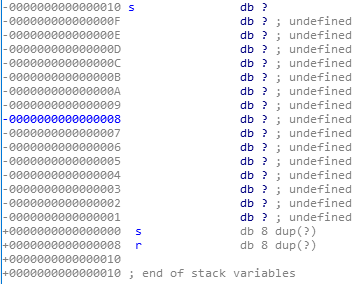 -0000000000000010 s db ?
-000000000000000F db ? ; undefined
-000000000000000E db ? ; undefined
-000000000000000D db ? ; undefined
-000000000000000C db ? ; undefined
-000000000000000B db ? ; undefined
-000000000000000A db ? ; undefined
-0000000000000009 db ? ; undefined
-0000000000000008 db ? ; undefined
-0000000000000007 db ? ; undefined
-0000000000000006 db ? ; undefined
-0000000000000005 db ? ; undefined
-0000000000000004 db ? ; undefined
-0000000000000003 db ? ; undefined
-0000000000000002 db ? ; undefined
-0000000000000001 db ? ; undefined
+0000000000000000 s db 8 dup(?)
+0000000000000008 r db 8 dup(?)
+0000000000000010
+0000000000000010 ; end of stack variables